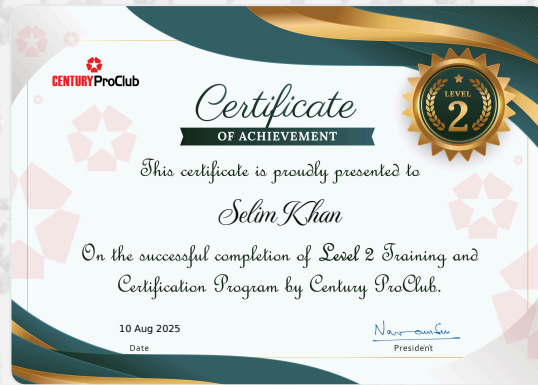 CENTURY ProClub
Certificate
OF ACHIEVEMENT
LEVEL
2
This certificate is proudly presented to
Selim Khan
On the successful completion of Level 2 Training and
Certification Program by Century ProClub.
10 Aug 2025
Date
President